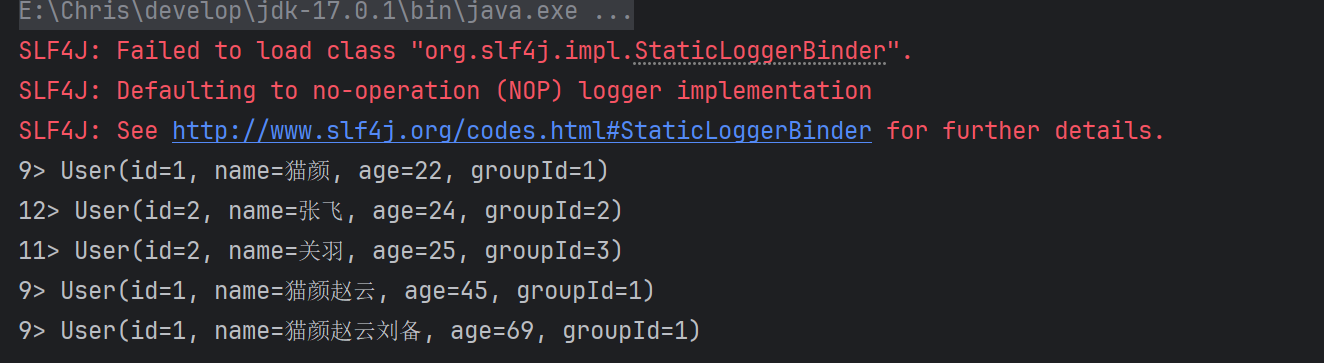 E:\Chris\develop\jdk-17.0.1\bin\java.exe ...
SLF4J: Failed to load class "org.slf4j.impl.StaticLoggerBinder".
SLF4J: Defaulting to no-operation (NOP) logger implementation
SLF4J: See http://www.slf4j.org/codes.html#StaticLoggerBinder for further details.
9> User(id=1, name=猫颜, age=22, groupId=1)
12> User(id=2, name=张飞, age=24, groupId=2)
11> User(id=2, name=关羽, age=25, groupId=3)
9> User(id=1, name=猫颜赵云, age=45, groupId=1)
9> User(id=1, name=猫颜赵云刘备, age=69, groupId=1)